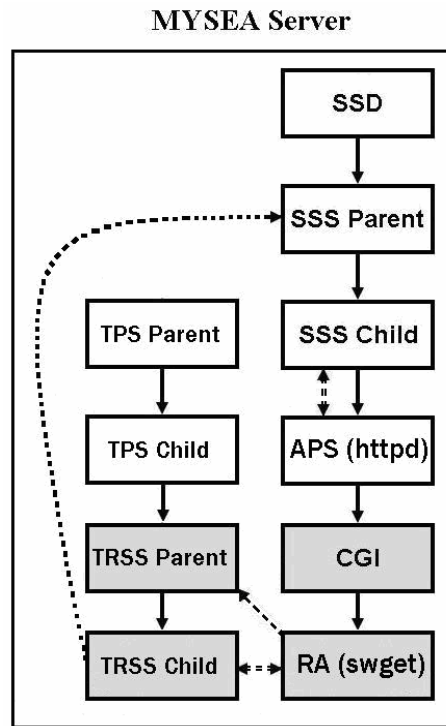 MYSEA Server
SSD
SSS Parent
TPS Parent
SSS Child
TPS Child
APS (httpd)
TRSS Parent
CGI
TRSS Child
RA (swget)